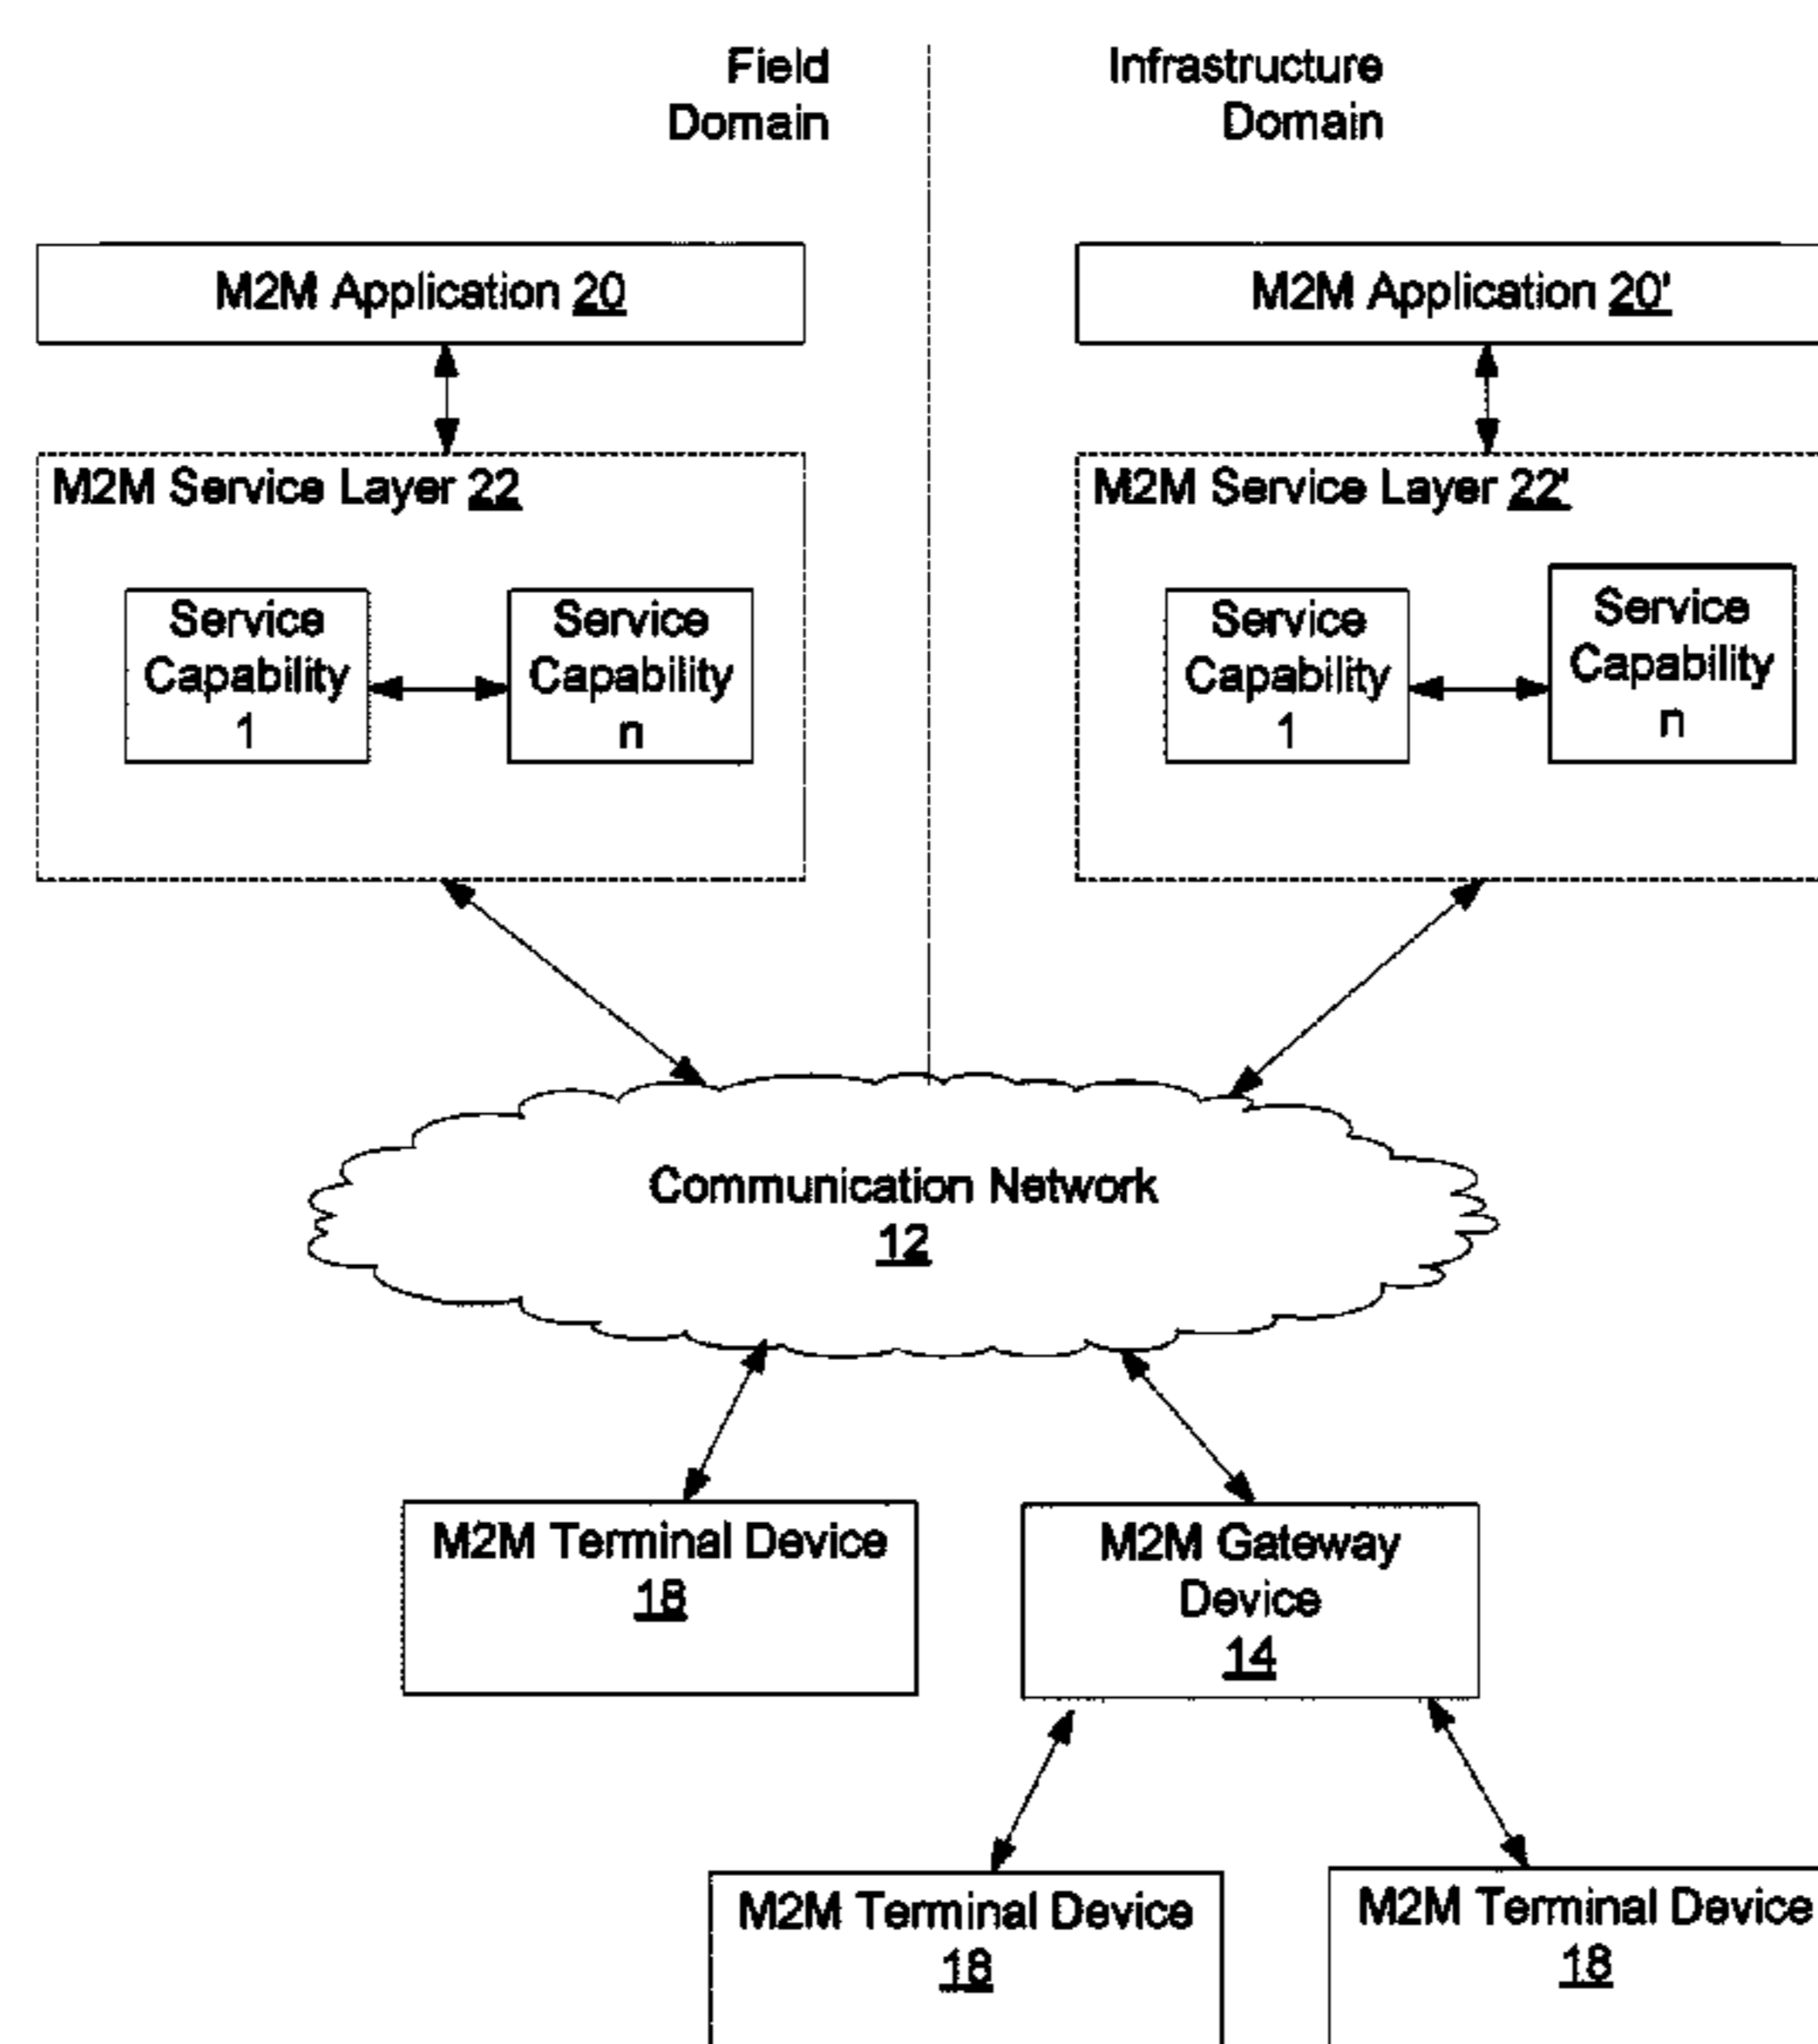 Field
Domain
Infrastructure
Domain
M2M Application 20
M2M Application 20'
M2M Service Layer 22
M2M Service Layer 22'
Service
Capability
1
Service
Capability
n
Service
Capability
1
Service
Capability
n
Communication Network
12
M2M Terminal Device
18
M2M Gateway
Device
14
M2M Terminal Device
18
M2M Terminal Device
18